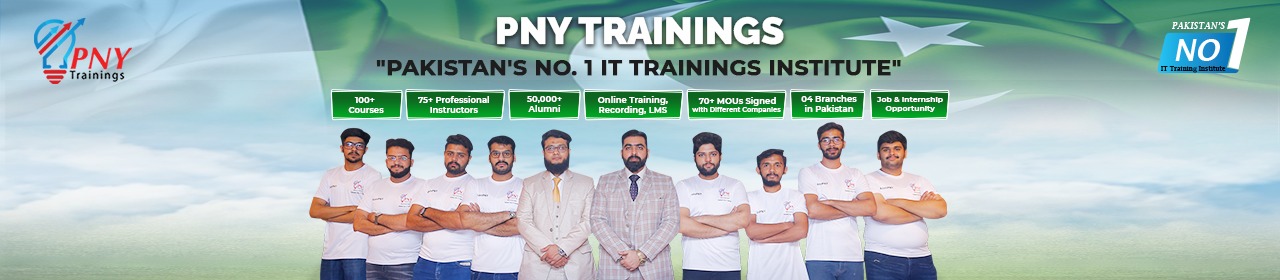 PNY
Trainings
PNY TRAININGS
"PAKISTAN'S NO. 1 IT TRAININGS INSTITUTE"
PAKISTAN'S
NO 1
IT Training Institute
100+
Courses
75+ Professional
Instructors
50,000+
Alumni
Online Training,
Recording, LMS
70+ MOUs Signed
with Different Companies
04 Branches
in Pakistan
Job & Internship
Opportunity